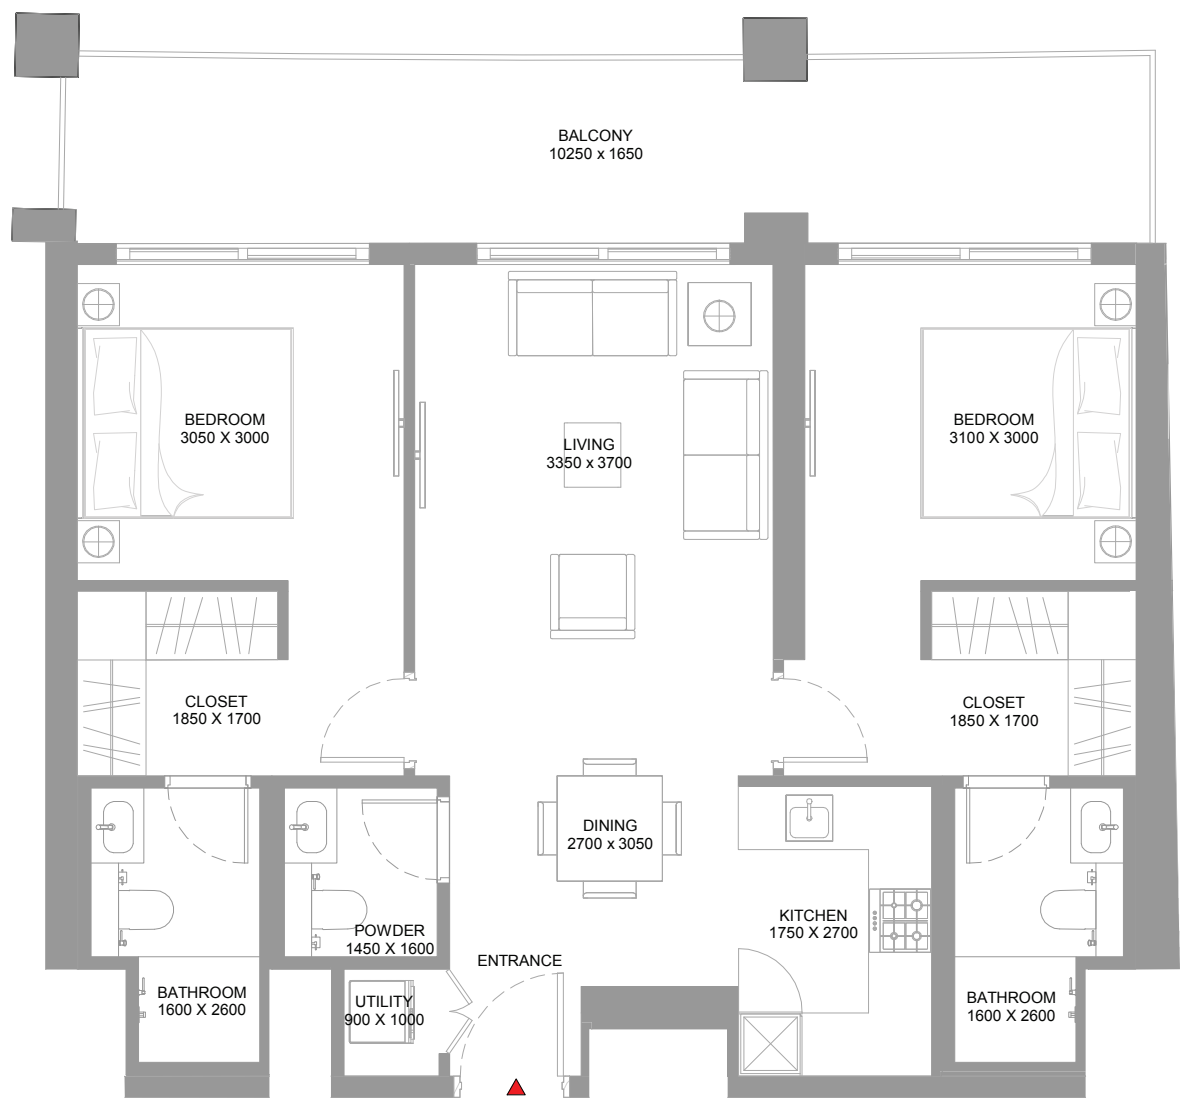 BALCONY
10250 x 1650
BEDROOM
3050 X 3000
LIVING
3350 x 3700
BEDROOM
3100 X 3000
CLOSET
1850 X 1700
CLOSET
1850 X 1700
DINING
2700 x 3050
KITCHEN
1750 X 2700
POWDER
1450 X 1600
ENTRANCE
BATHROOM
1600 X 2600
UTILITY
900 X 1000
BATHROOM
1600 X 2600